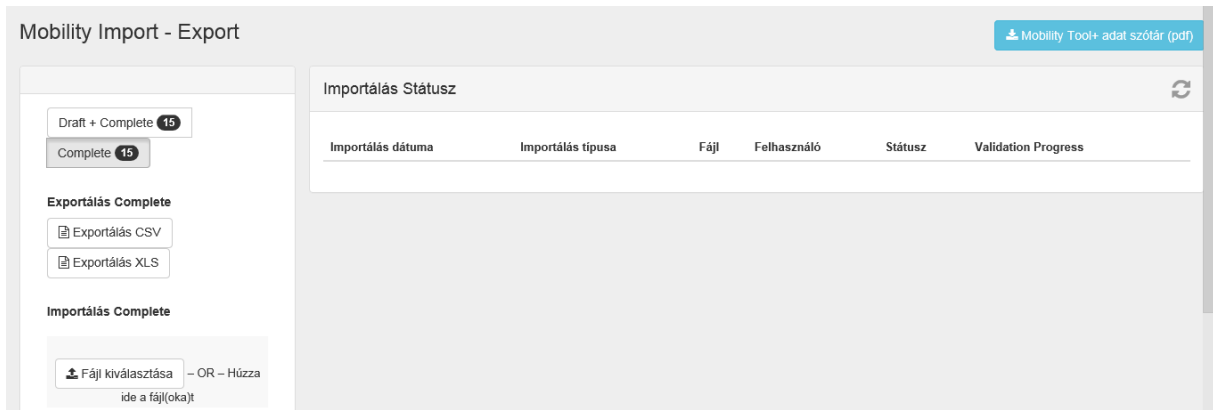 Mobility Import - Export
Mobility Tool+ adat szótár (pdf)
Draft + Complete 15
Complete 15
Exportálás Complete
Exportálás CSV
Exportálás XLS
Importálás Complete
Fájl kiválasztása – OR – Húzza
ide a fájl(oka)t
Importálás Státusz
Importálás dátuma Importálás típusa Fájl Felhasználó Státusz Validation Progress